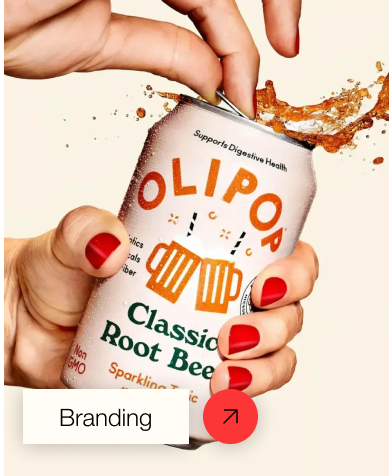 Supports Digestive Health
OLIPOP
Classic
Root Bee
Sparkling
Non
GMO
Branding